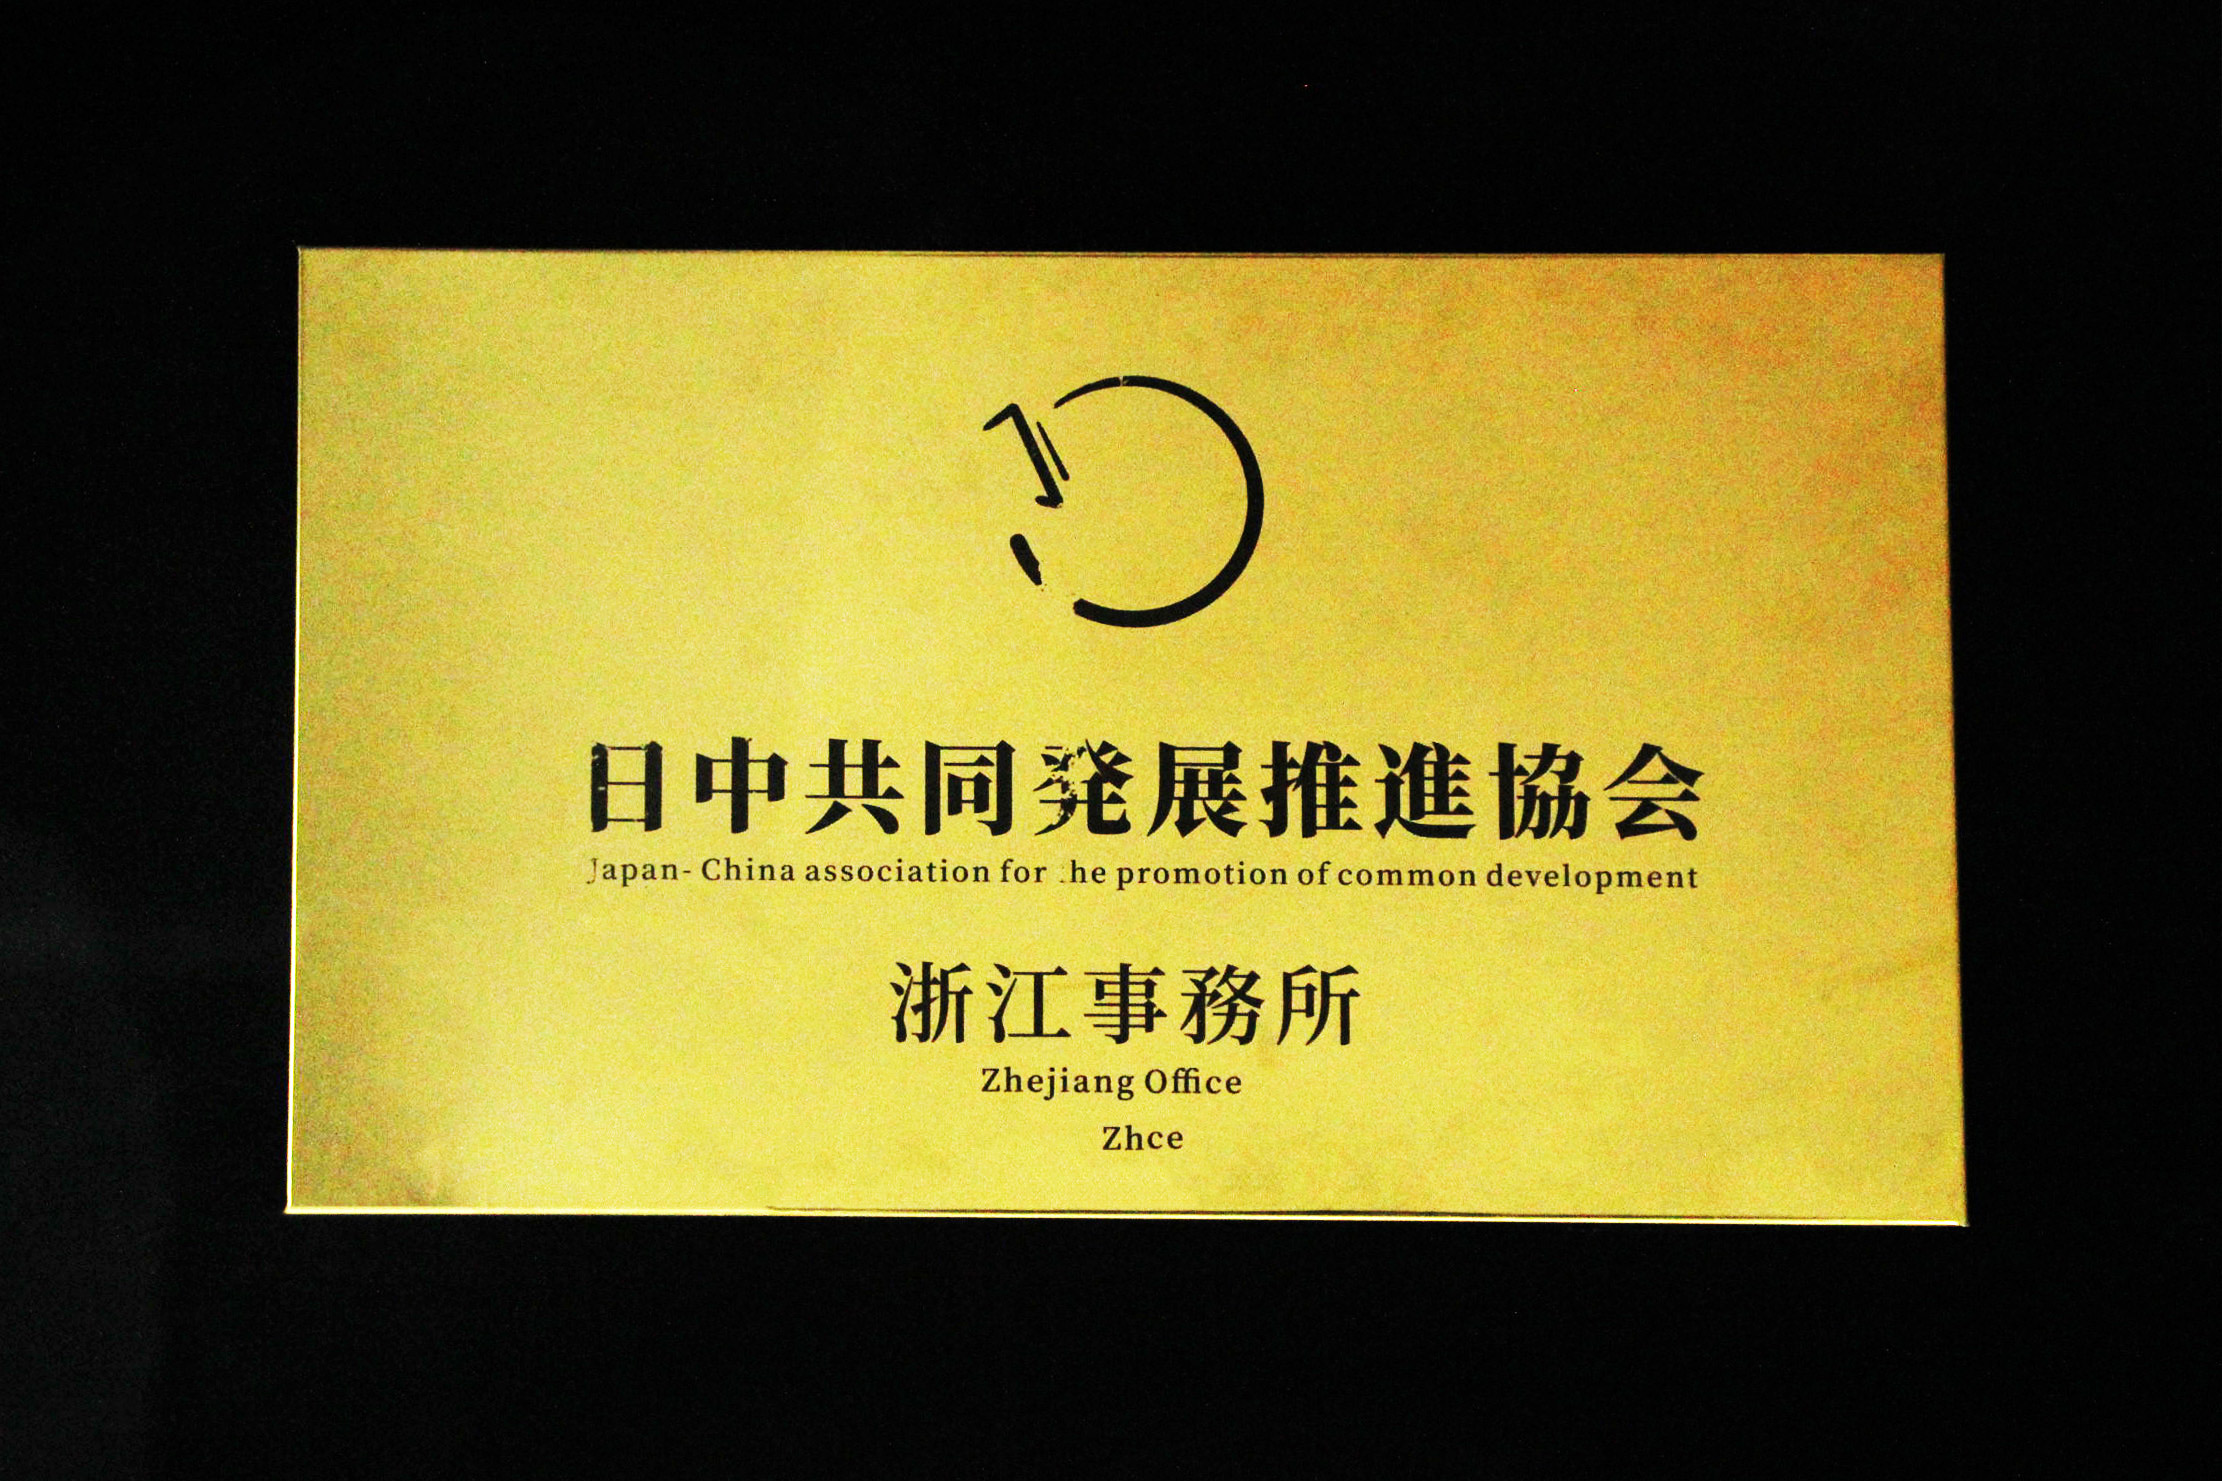 日中共同発展推進協会
Japan- China association for the promotion of common development
浙江事務所
Zhejiang Office
Zhce